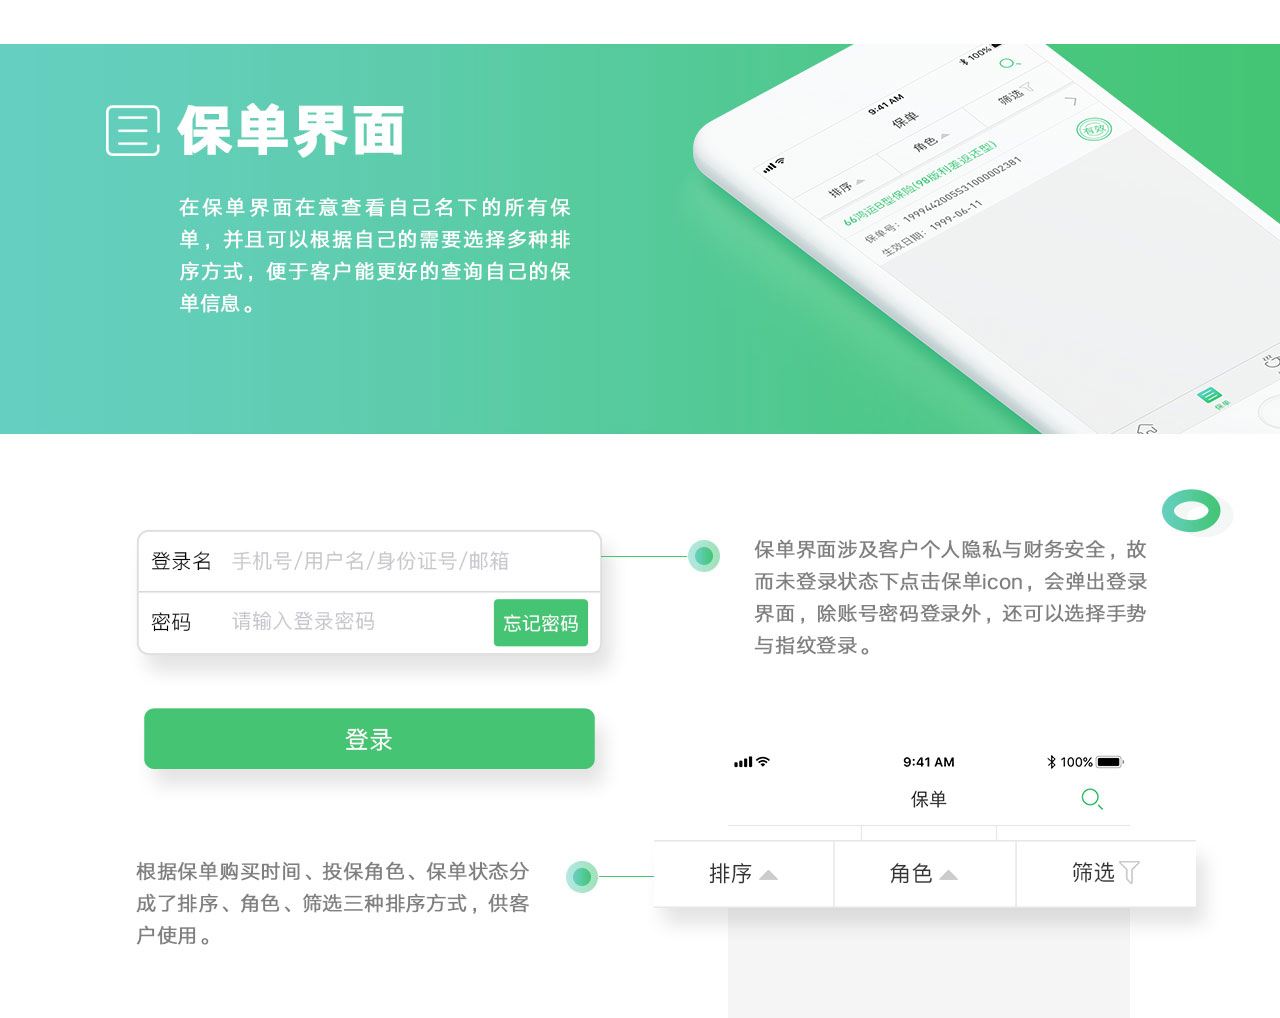 保单界面
在保单界面在意查看自己名下的所有保
单，并且可以根据自己的需要选择多种排
序方式，便于客户能更好的查询自己的保
单信息。
9:41 AM
100%
保单
排序
角色
筛选
66鸿运B型保险(98版利差返还型)
有效
保单号：199944200SS31000002381
生效日期：1999-06-11
保单
登录名 手机号/用户名/身份证号/邮箱
密码 请输入登录密码 忘记密码
登录
保单界面涉及客户个人隐私与财务安全，故
而未登录状态下点击保单icon，会弹出登录
界面，除账号密码登录外，还可以选择手势
与指纹登录。
9:41 AM 100%
保单
排序 角色 筛选
根据保单购买时间、投保角色、保单状态分
成了排序、角色、筛选三种排序方式，供客
户使用。